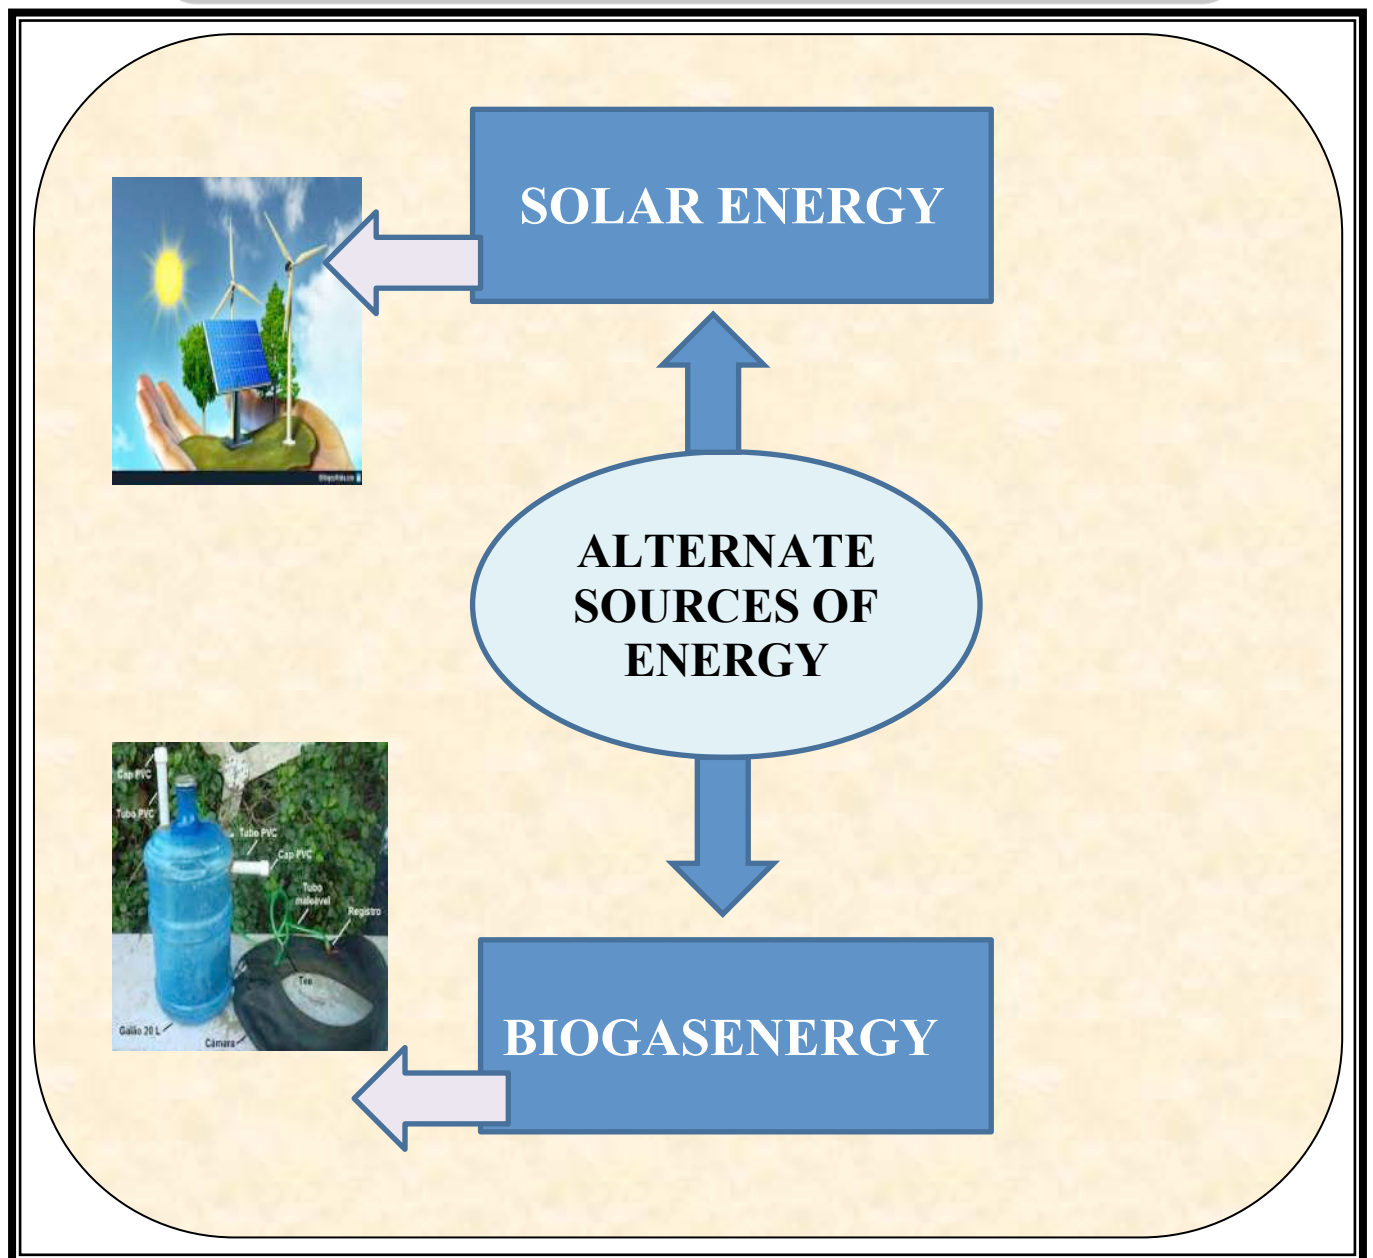 SOLAR ENERGY
ALTERNATE
SOURCES OF
ENERGY
Cap PVC
Tubo PVC
Tubo PVC
Cap PVC
Tubo
maleável
Registro
Tee
Galão 20 L
Câmara
BIOGASENERGY